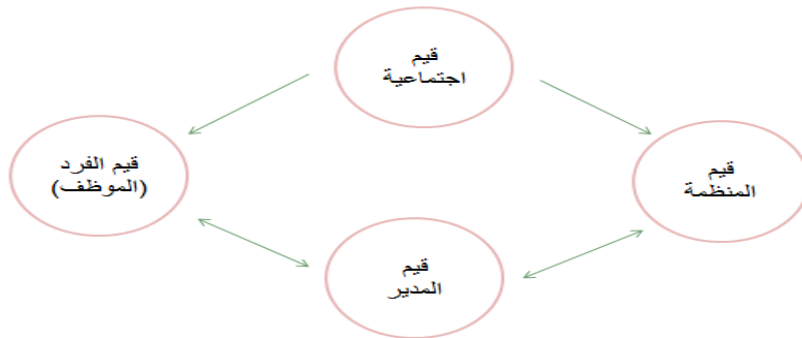 قيم
اجتماعية
قيم
المنظمة
قيم الفرد
(الموظف)
قيم
المدير